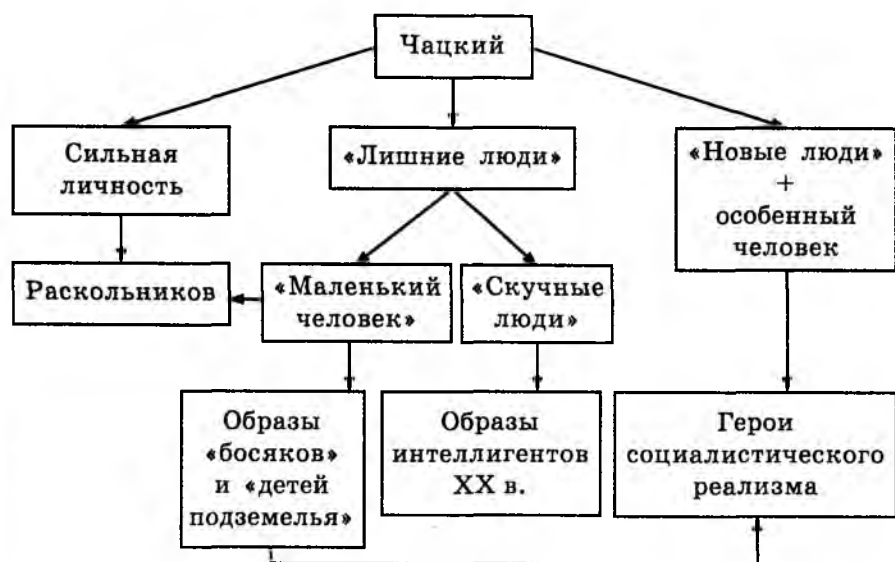 Чацкий
Сильная
личность
«Лишние люди»
«Новые люди»
+
особенный
человек
Раскольников
«Маленький
человек»
«Скучные
люди»
Образы
«босяков»
и «детей
подземелья»
Образы
интеллигентов
XX в.
Герои
социалистического
реализма